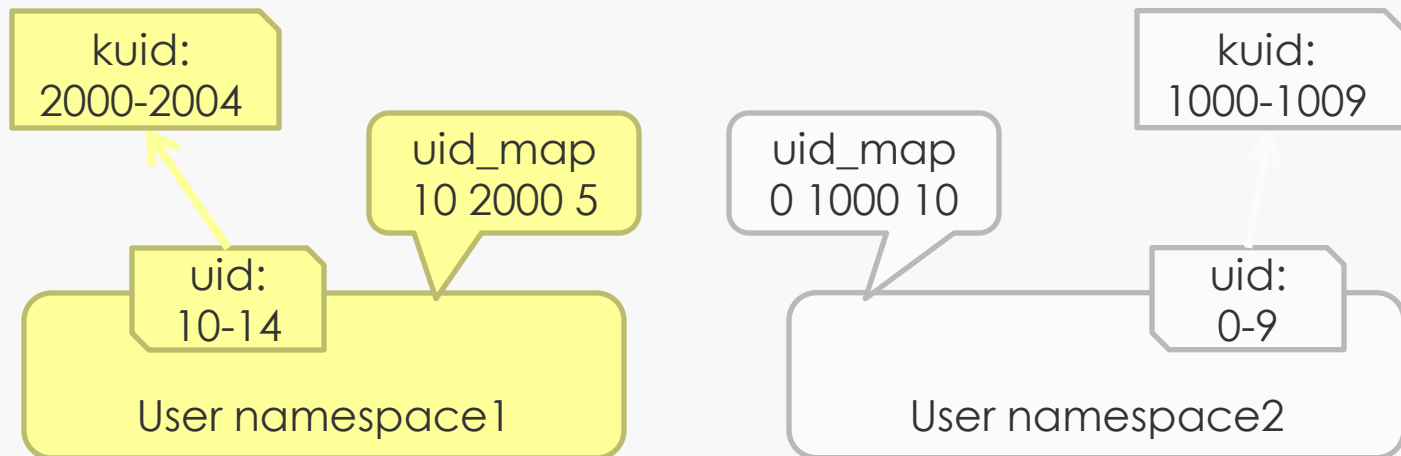 kuid:
2000-2004
uid_map
10 2000 5
uid:
10-14
User namespace1
kuid:
1000-1009
uid_map
0 1000 10
uid:
0-9
User namespace2